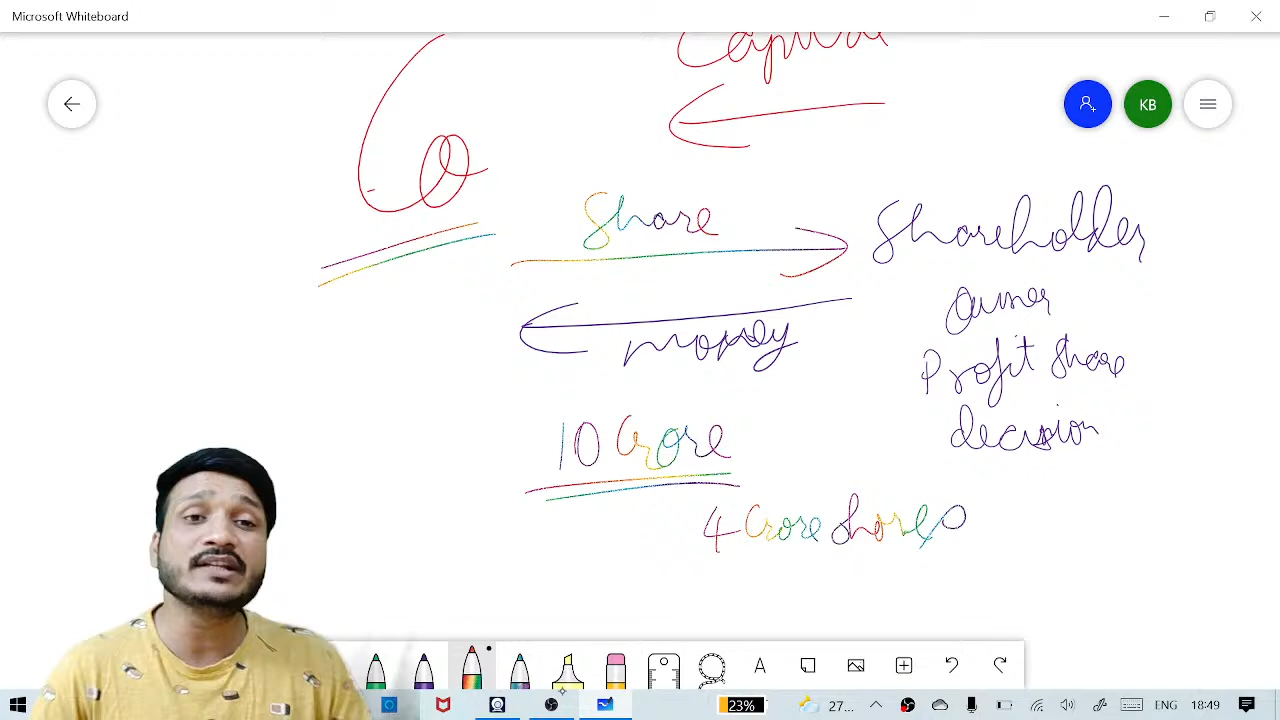 Microsoft Whiteboard
Capital
KB
Co
Share
Shareholder
owner
money
Profit share
decision
10 Crore
4 Crore shares
A
23%
27...
ENG
18:49